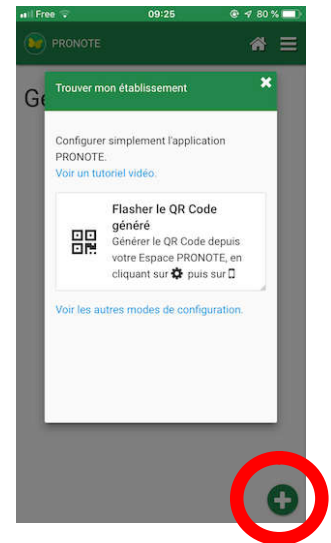 Free 09:25 80 %
PRONOTE
Ge
Trouver mon établissement
Configurer simplement l'application
PRONOTE.
Voir un tutoriel vidéo.
Flasher le QR Code
généré
Générer le QR Code depuis
votre Espace PRONOTE, en
cliquant sur puis sur
Voir les autres modes de configuration.